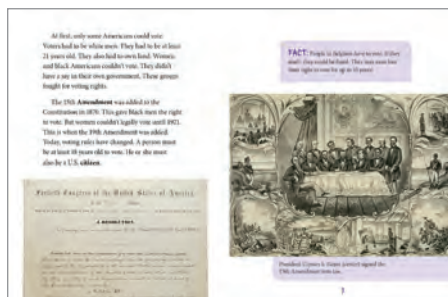 At first, only some Americans could vote.
Voters had to be white men. They had to be at least
21 years old. They also had to own land. Women
and black Americans couldn't vote. They didn't
have a say in their own government. These groups
fought for voting rights.
The 15th Amendment was added to the
Constitution in 1870. This gave black men the right
to vote. But women couldn't legally vote until
This is when the 19th Amendment was added.
Today, voting rules have changed. A person must
be at least 18 years old to vote. He or she must
also be a U.S. citizen.
Fortieth Congress of the United States of America
A RESOLUTION
FACT: People in Belgium have to vote. If they
don't, they could be fined. They may even lose
their right to vote for up to 10 years!
President Ulysses S. Grant (center) signed the
15th Amendment into law.